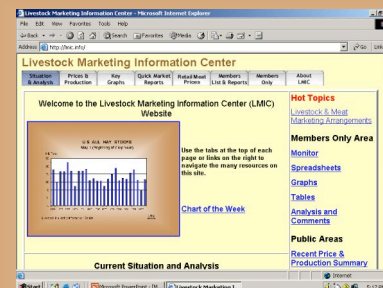 Livestock Marketing Information Center - Microsoft Internet Explorer
File Edit View Favorites Tools Help
Back Search Favorites Media
Address http://lmic.info/ Go Link
Livestock Marketing Information Center
Situation & Analysis
Prices & Production
Key Graphs
Quick Market Reports
Retail Meat Prices
Members List & Reports
Members Only
About LMIC
Welcome to the Livestock Marketing Information Center (LMIC)
Website
U S ALL HAY STOCKS
Use the tabs at the top of each
page or links on the right to
navigate the many resources on
this site.
Chart of the Week
Current Situation and Analysis
Hot Topics
Livestock & Meat
Marketing Arrangements
Members Only Area
Monitor
Spreadsheets
Graphs
Tables
Analysis and
Comments
Public Areas
Recent Price &
Production Summary
Internet
Start
Livestock Marketing I...